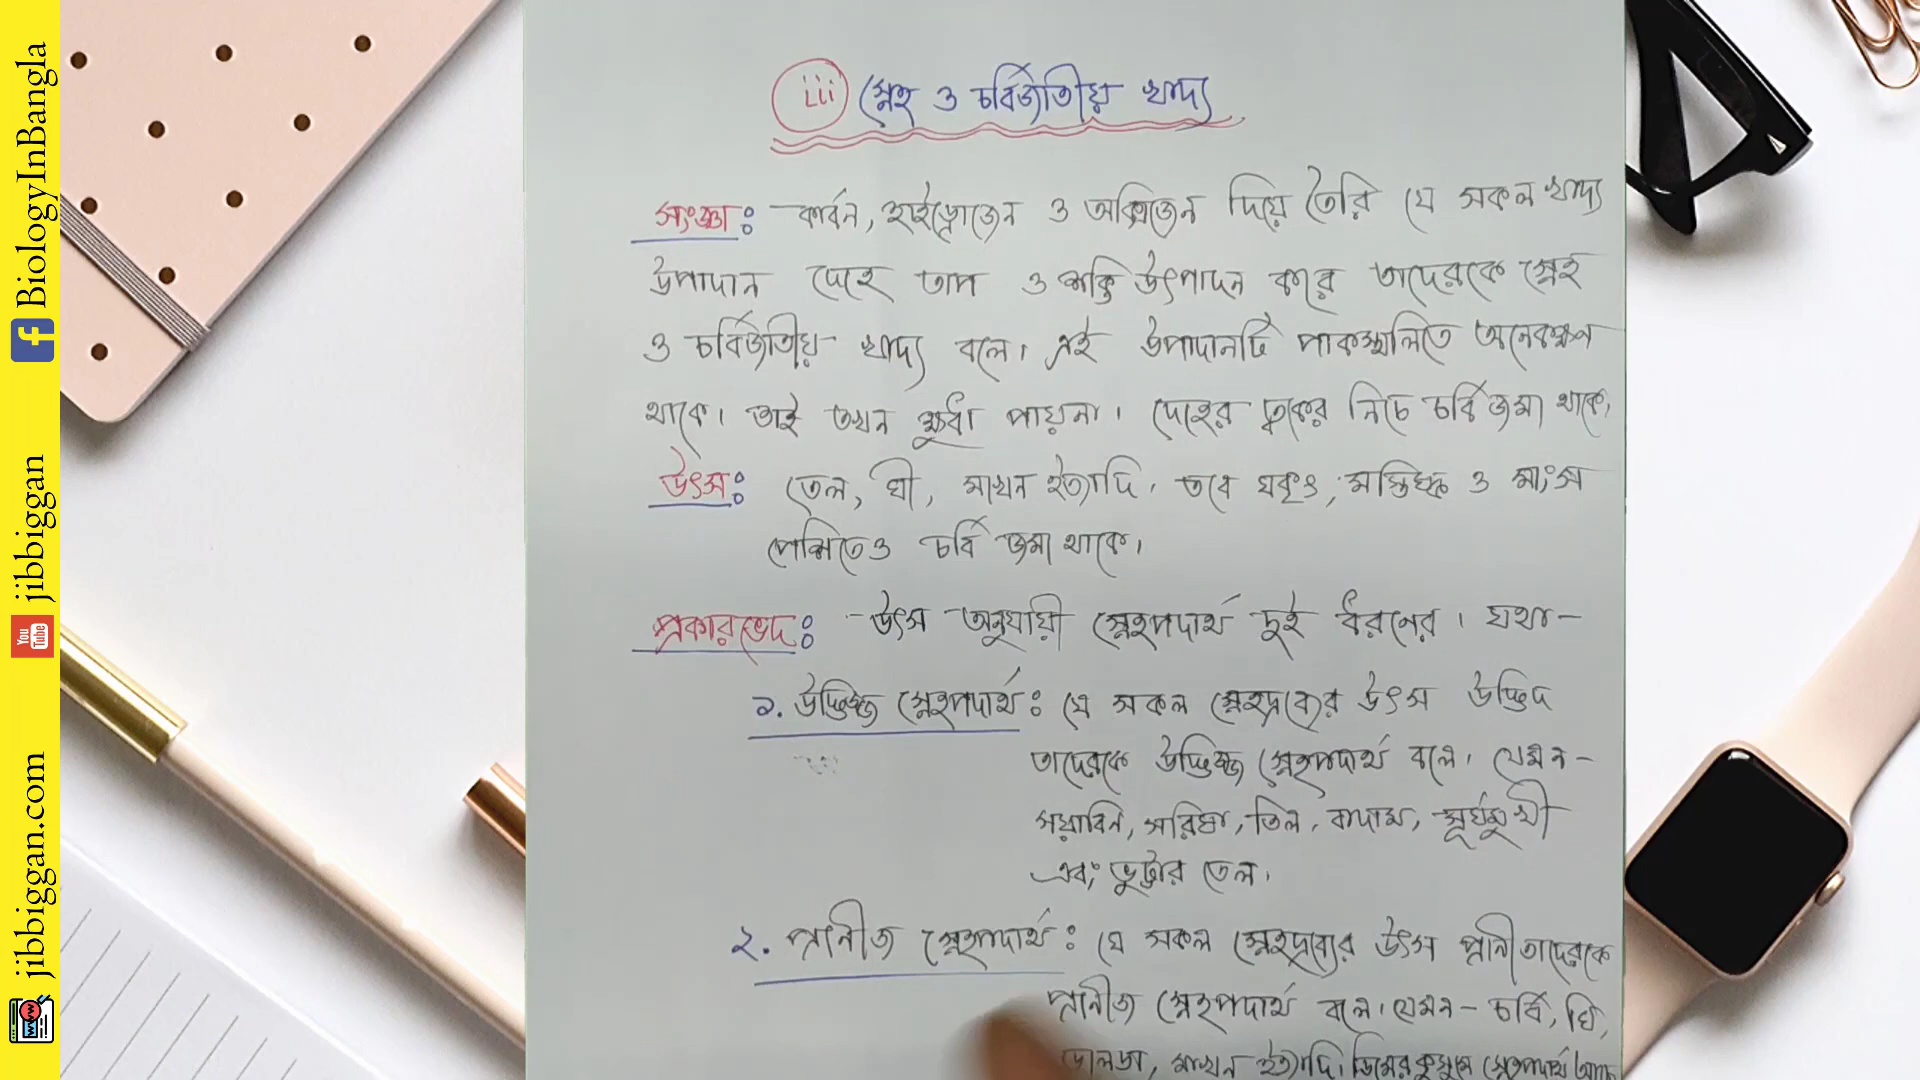 BiologyInBangla
jibbiggan
You Tube
jibbiggan.com
www
iii স্নেহ ও চর্বিজাতীয় খাদ্য
সংজ্ঞা: কার্বন, হাইড্রোজেন ও অক্সিজেন দিয়ে তৈরি যে সকল খাদ্য
উপাদান দেহে তাপ ও শক্তি উৎপাদন করে তাদেরকে স্নেহ
ও চর্বিজাতীয় খাদ্য বলে। এই উপাদানটি পাকস্থলিতে অনেকক্ষণ
থাকে। তাই তখন ক্ষুধা পায়না। দেহের ত্বকের নিচে চর্বি জমা থাকে,
উৎস: তেল, ঘী, মাখন ইত্যাদি। তবে যকৃৎ, মস্তিষ্ক ও মাংস
পেশিতেও চর্বি জমা থাকে।
প্রকারভেদ: উৎস অনুযায়ী স্নেহপদার্থ দুই ধরনের। যথা-
১. উদ্ভিজ্জ স্নেহপদার্থ: যে সকল স্নেহদ্রব্যের উৎস উদ্ভিদ
তাদেরকে উদ্ভিজ্জ স্নেহপদার্থ বলে। যেমন-
সয়াবিন, সরিষা, তিল, বাদাম, সূর্যমুখী
এবং ভুট্টার তেল।
২. প্রানীজ স্নেহপদার্থ: যে সকল স্নেহদ্রব্যের উৎস প্রানী তাদেরকে
প্রানীজ স্নেহপদার্থ বলে। যেমন- চর্বি, ঘি,
ডালডা, মাখন ইত্যাদি। ডিমের কুসুমে স্নেহপদার্থ